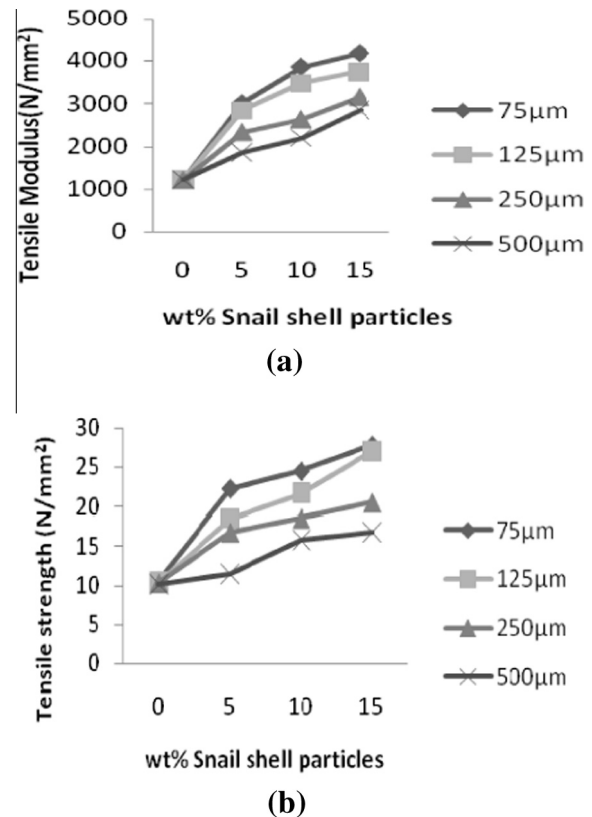 5000
4000
3000
2000
1000
0
Tensile Modulus(N/mm²)
0 5 10 15
wt% Snail shell particles
75µm
125µm
250µm
500µm
(a)
30
25
20
15
10
5
0
Tensile strength (N/mm²)
0 5 10 15
wt% Snail shell particles
75µm
125µm
250µm
500µm
(b)